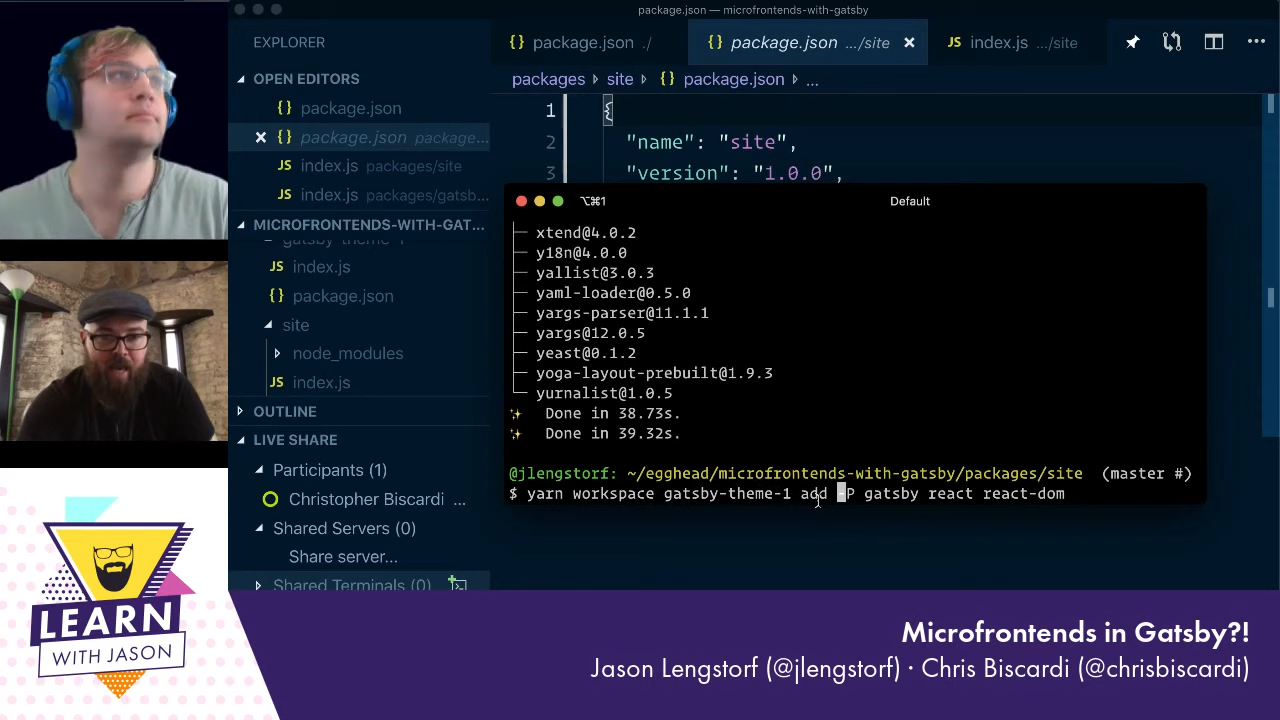 package.json — microfrontends-with-gatsby
EXPLORER
OPEN EDITORS
{} package.json
× {} package.json package...
JS index.js packages/site
JS index.js packages/gatsb...
MICROFRONTENDS-WITH-GAT...
gatsby-theme-1
JS index.js
{} package.json
site
node_modules
JS index.js
OUTLINE
LIVE SHARE
Participants (1)
Christopher Biscardi ...
Shared Servers (0)
Share server...
Shared Terminals (0)
{} package.json ./
{} package.json .../site ×
JS index.js .../site
packages site {} package.json ...
1 {
2 "name": "site",
3 "version": "1.0.0",
⌥⌘1 Default
├─ xtend@4.0.2
├─ y18n@4.0.0
├─ yallist@3.0.3
├─ yaml-loader@0.5.0
├─ yargs-parser@11.1.1
├─ yargs@12.0.5
├─ yeast@0.1.2
├─ yoga-layout-prebuilt@1.9.3
└─ yurnalist@1.0.5
✨ Done in 38.73s.
✨ Done in 39.32s.
@jlengstorf: ~/egghead/microfrontends-with-gatsby/packages/site (master #)
$ yarn workspace gatsby-theme-1 add -P gatsby react react-dom
LEARN
WITH JASON
Microfrontends in Gatsby?!
Jason Lengstorf (@jlengstorf) · Chris Biscardi (@chrisbiscardi)